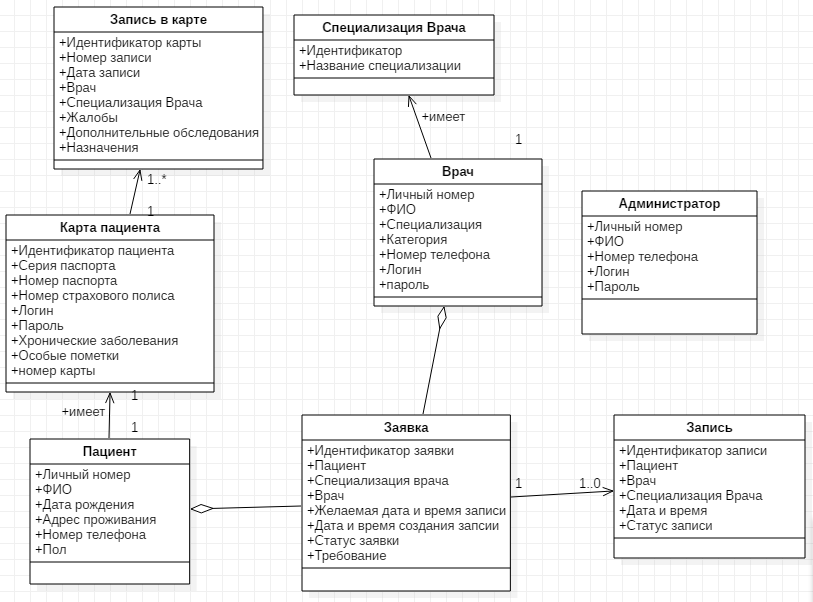 Запись в карте
+Идентификатор карты
+Номер записи
+Дата записи
+Врач
+Специализация Врача
+Жалобы
+Дополнительные обследования
+Назначения
Специализация Врача
+Идентификатор
+Название специализации
+имеет
1
1..*
1
Врач
+Личный номер
+ФИО
+Специализация
+Категория
+Номер телефона
+Логин
+пароль
Администратор
+Личный номер
+ФИО
+Номер телефона
+Логин
+Пароль
Карта пациента
+Идентификатор пациента
+Серия паспорта
+Номер паспорта
+Номер страхового полиса
+Логин
+Пароль
+Хронические заболевания
+Особые пометки
+номер карты
1
+имеет
1
Пациент
+Личный номер
+ФИО
+Дата рождения
+Адрес проживания
+Номер телефона
+Пол
Заявка
+Идентификатор заявки
+Пациент
+Специализация врача
+Врач
+Желаемая дата и время записи
+Дата и время создания запсии
+Статус заявки
+Требование
1
1..0
Запись
+Идентификатор записи
+Пациент
+Врач
+Специализация Врача
+Дата и время
+Статус записи